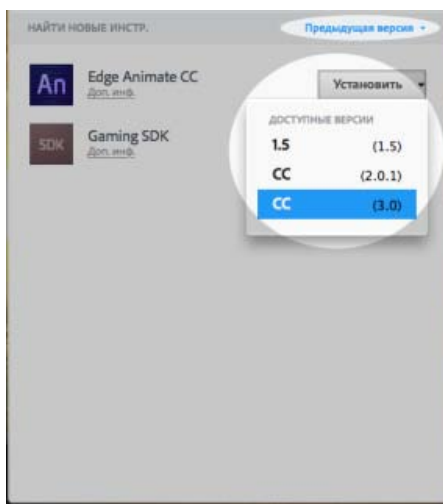 НАЙТИ НОВЫЕ ИНСТР.
Предыдущая версия
An
Edge Animate CC
Доп. инф.
Установить
SDK
Gaming SDK
Доп. инф.
ДОСТУПНЫЕ ВЕРСИИ
1.5 (1.5)
CC (2.0.1)
CC (3.0)